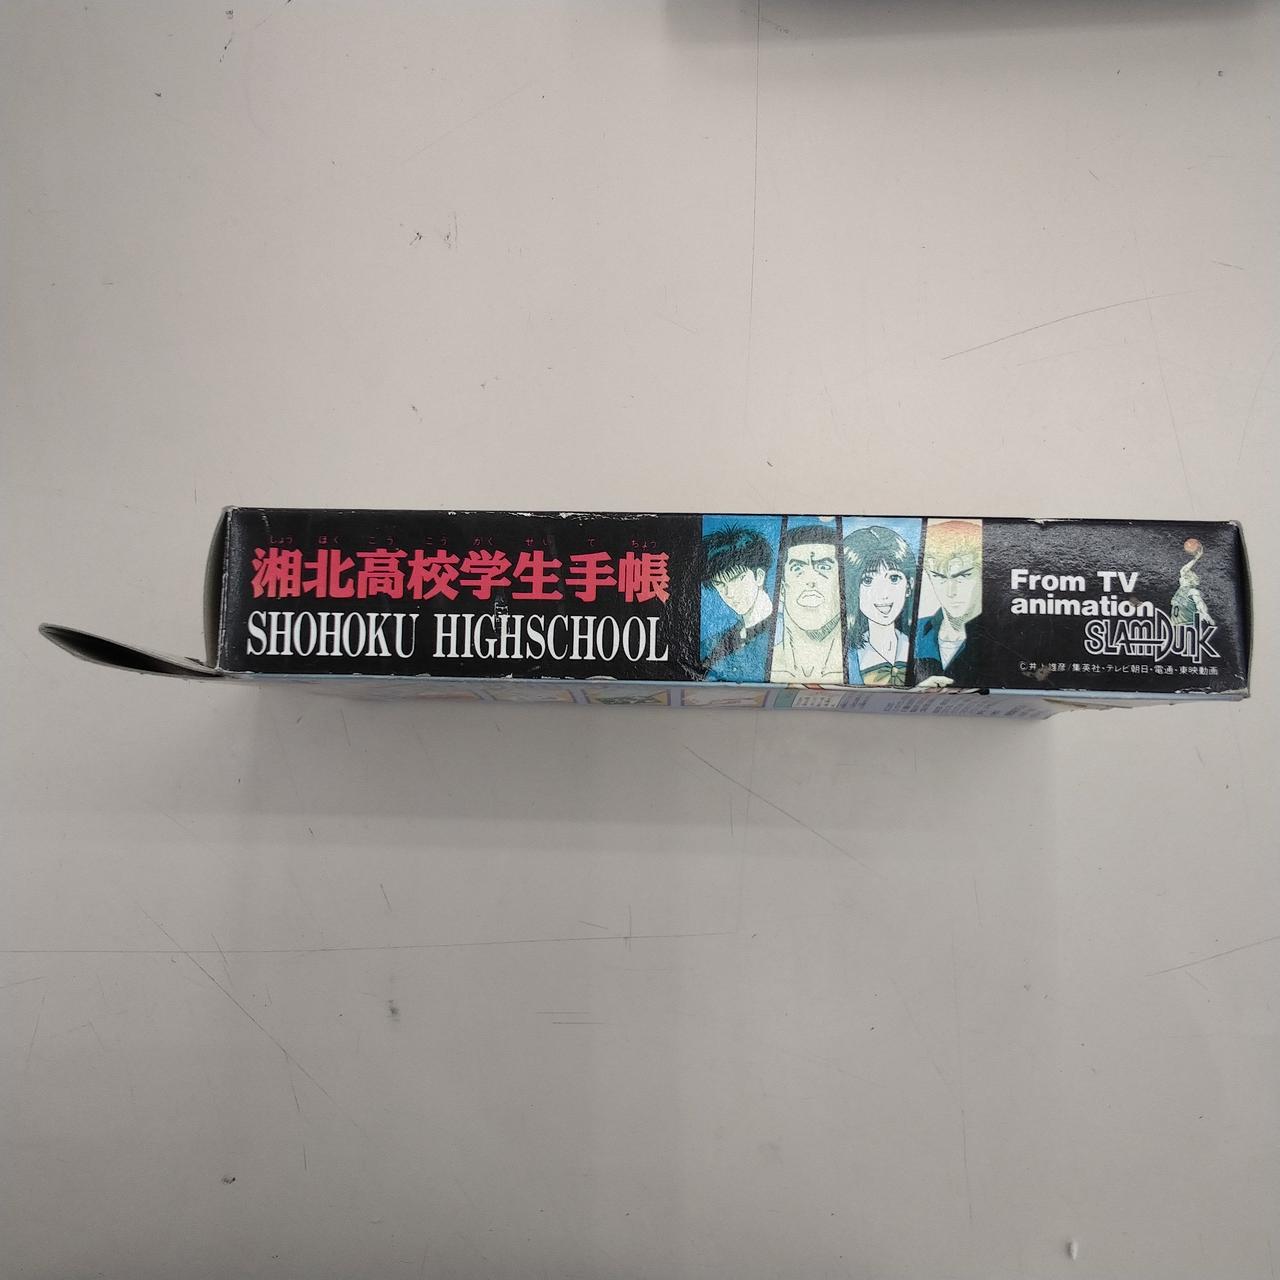 しょう ほく こう こう がく せい て ちょう
湘北高校学生手帳
SHOHOKU HIGHSCHOOL
From TV
animation
SLAMDUNK
©井上雄彦/集英社・テレビ朝日・電通・東映動画